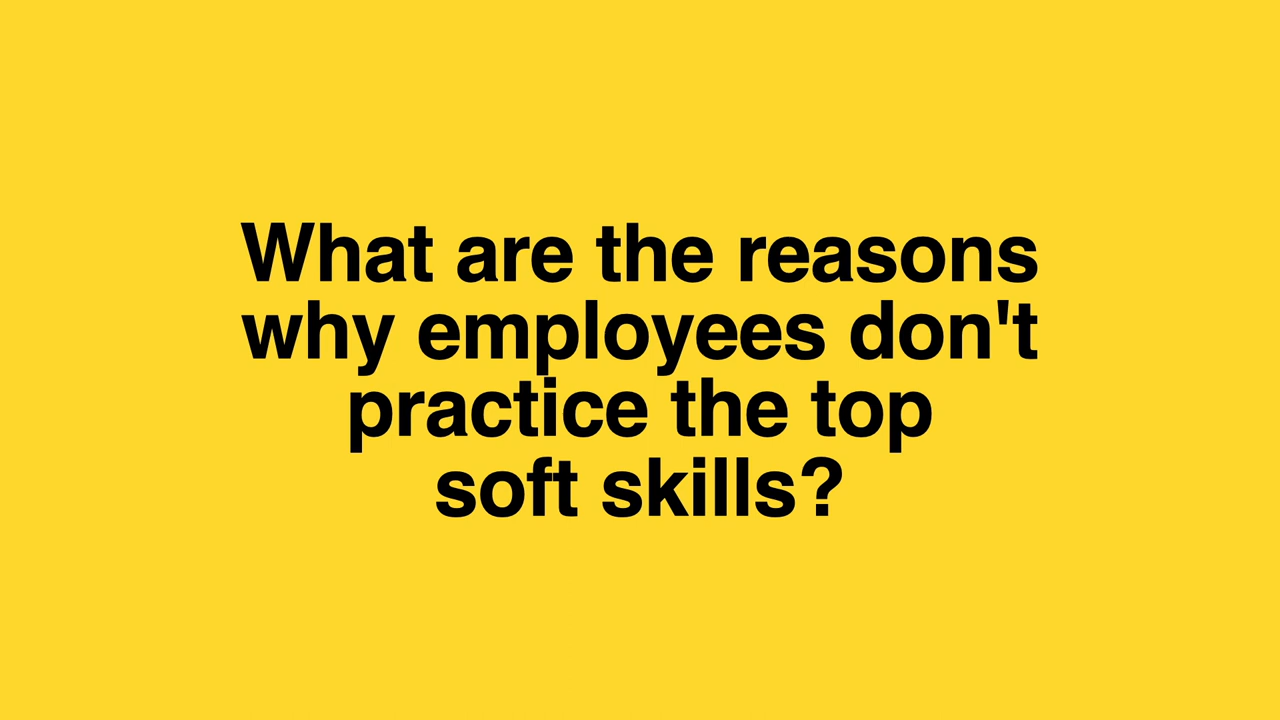 What are the reasons
why employees don't
practice the top
soft skills?